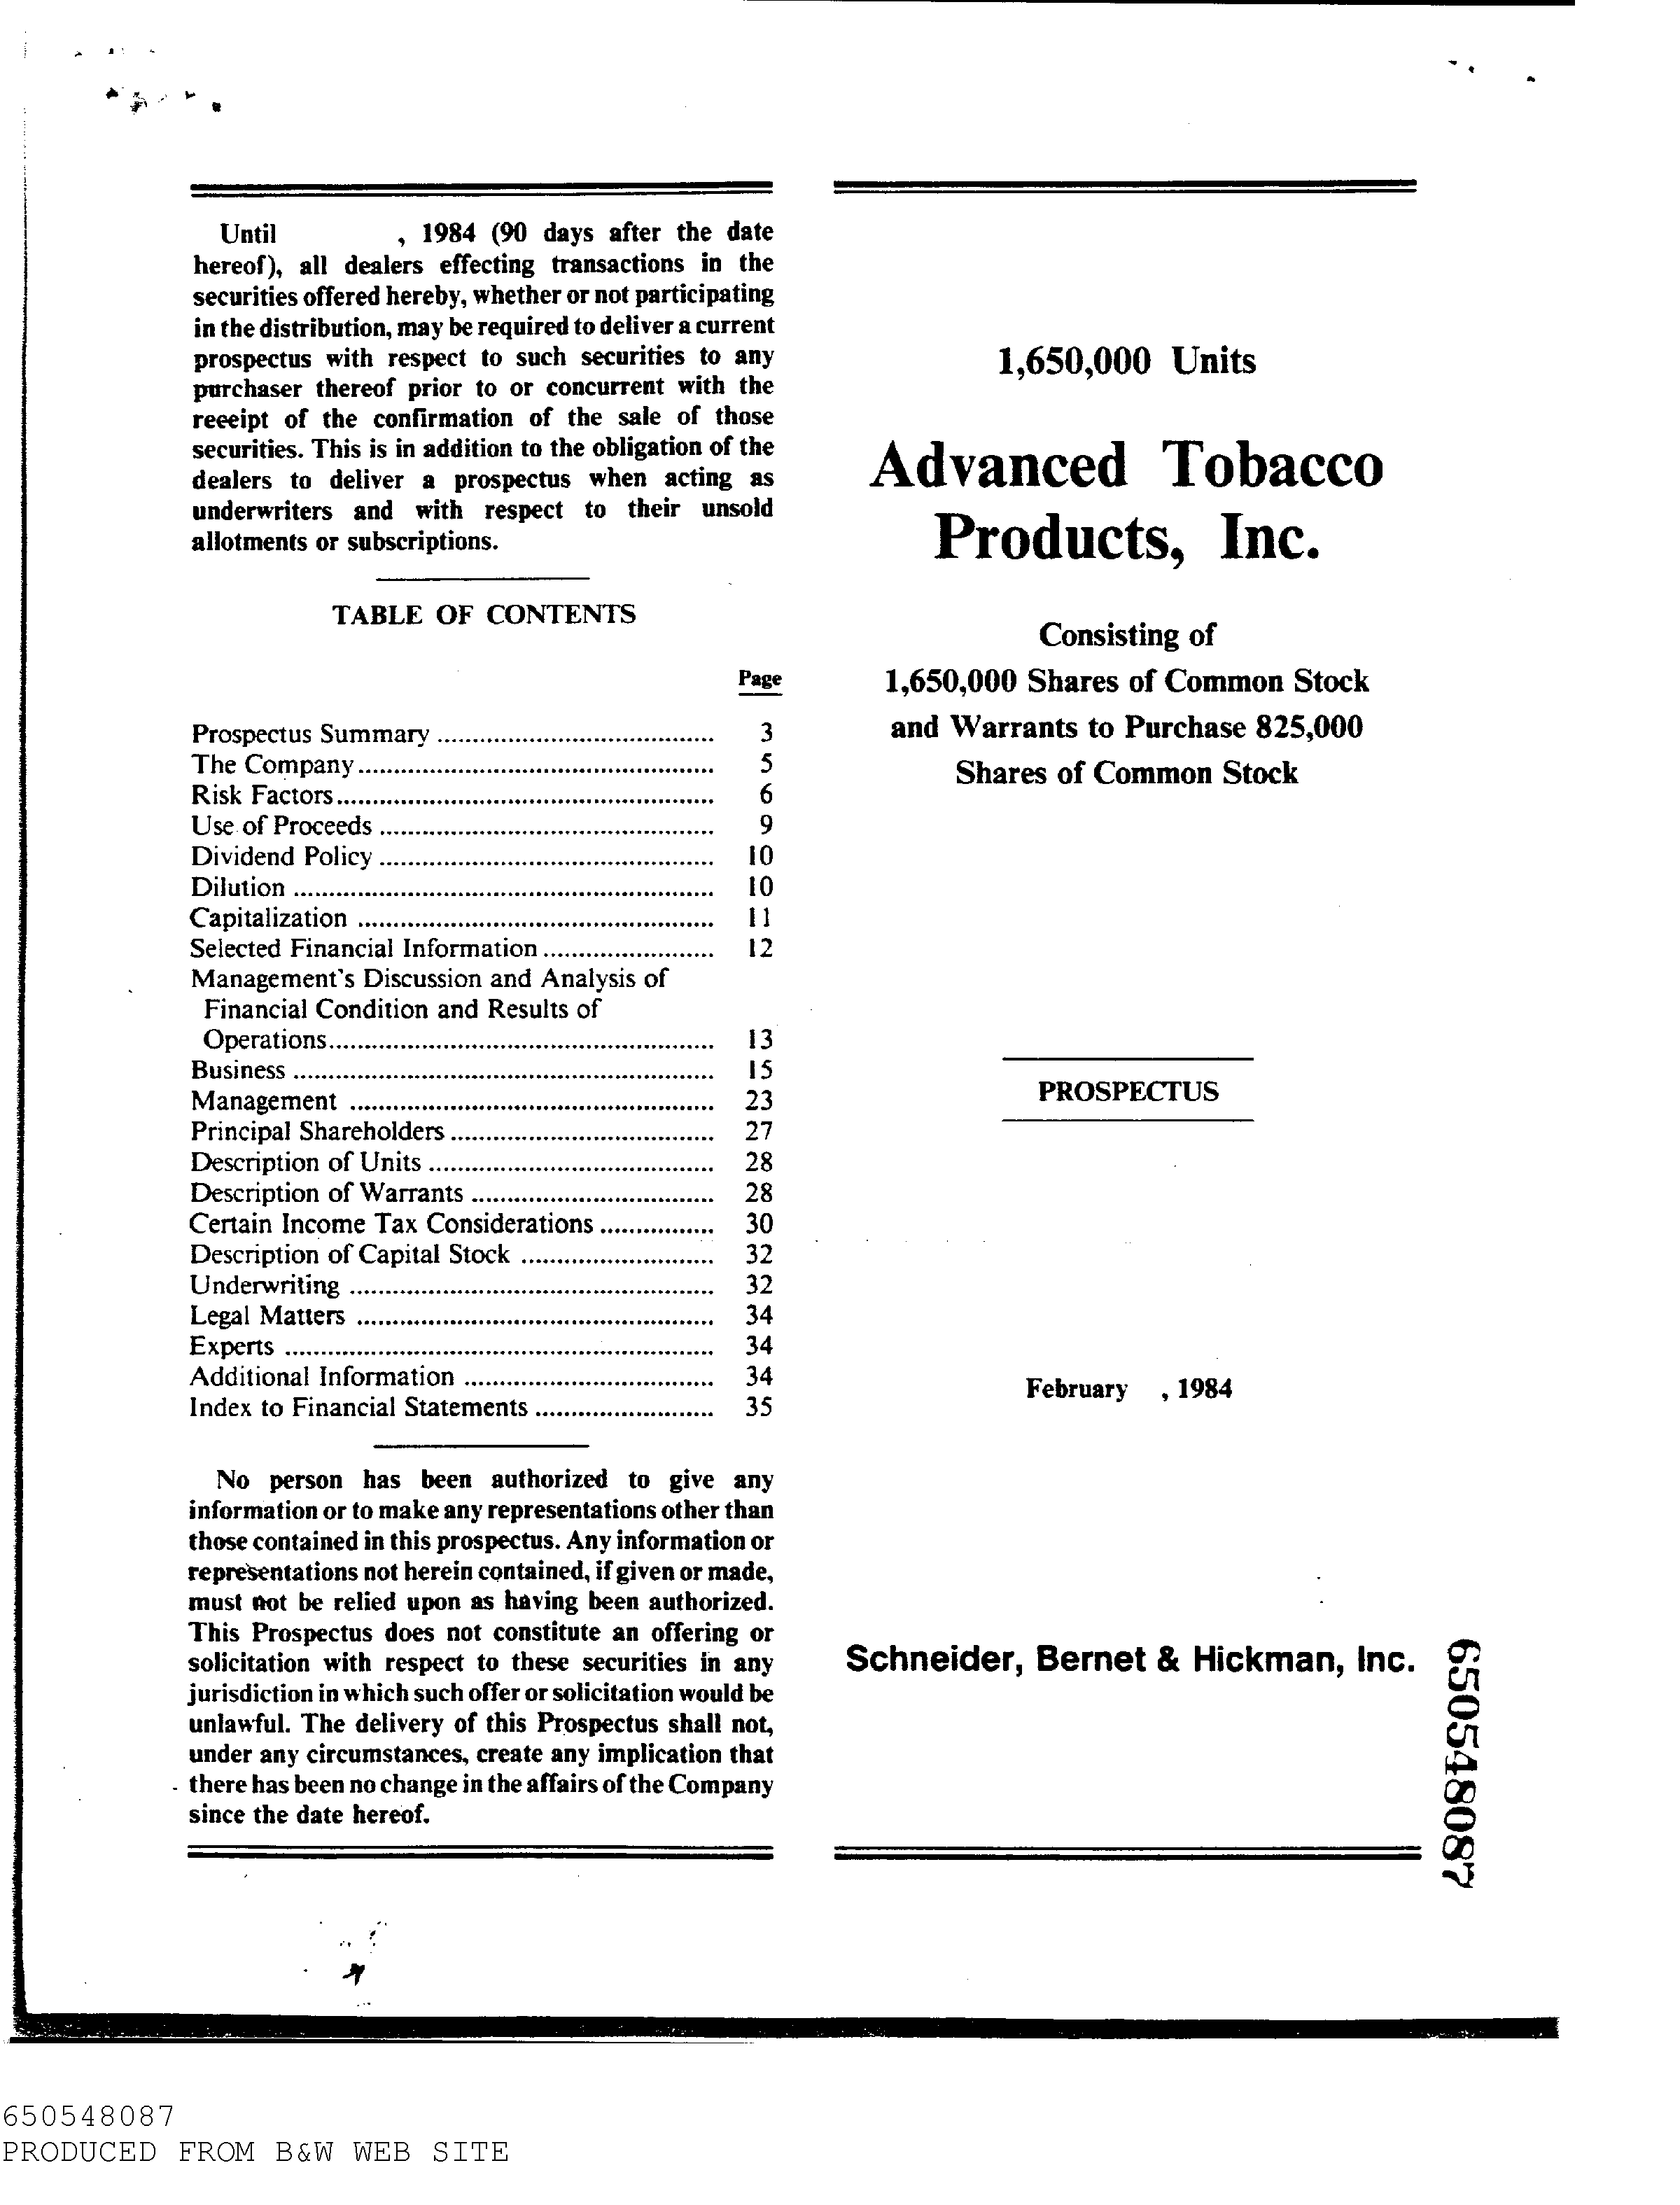 Until , 1984 (90 days after the date
hereof), all dealers effecting transactions in the
securities offered hereby, whether or not participating
in the distribution, may be required to deliver a current
prospectus with respect to such securities to any
purchaser thereof prior to or concurrent with the
receipt of the confirmation of the sale of those
securities. This is in addition to the obligation of the
dealers to deliver a prospectus when acting as
underwriters and with respect to their unsold
allotments or subscriptions.
TABLE OF CONTENTS
Page
Prospectus Summary ....................................... 3
The Company.................................................. 5
Risk Factors..................................................... 6
Use of Proceeds ............................................... 9
Dividend Policy ............................................... 10
Dilution ........................................................... 10
Capitalization .................................................. 11
Selected Financial Information ........................ 12
Management's Discussion and Analysis of
Financial Condition and Results of
Operations...................................................... 13
Business ........................................................... 15
Management ................................................... 23
Principal Shareholders ..................................... 27
Description of Units ........................................ 28
Description of Warrants .................................. 28
Certain Income Tax Considerations ................ 30
Description of Capital Stock ........................... 32
Underwriting ................................................... 32
Legal Matters .................................................. 34
Experts ............................................................ 34
Additional Information ................................... 34
Index to Financial Statements ......................... 35
No person has been authorized to give any
information or to make any representations other than
those contained in this prospectus. Any information or
representations not herein contained, if given or made,
must not be relied upon as having been authorized.
This Prospectus does not constitute an offering or
solicitation with respect to these securities in any
jurisdiction in which such offer or solicitation would be
unlawful. The delivery of this Prospectus shall not,
under any circumstances, create any implication that
there has been no change in the affairs of the Company
since the date hereof.
1,650,000 Units
Advanced Tobacco
Products, Inc.
Consisting of
1,650,000 Shares of Common Stock
and Warrants to Purchase 825,000
Shares of Common Stock
PROSPECTUS
February , 1984
Schneider, Bernet & Hickman, Inc.
650548087
650548087
PRODUCED FROM B&W WEB SITE